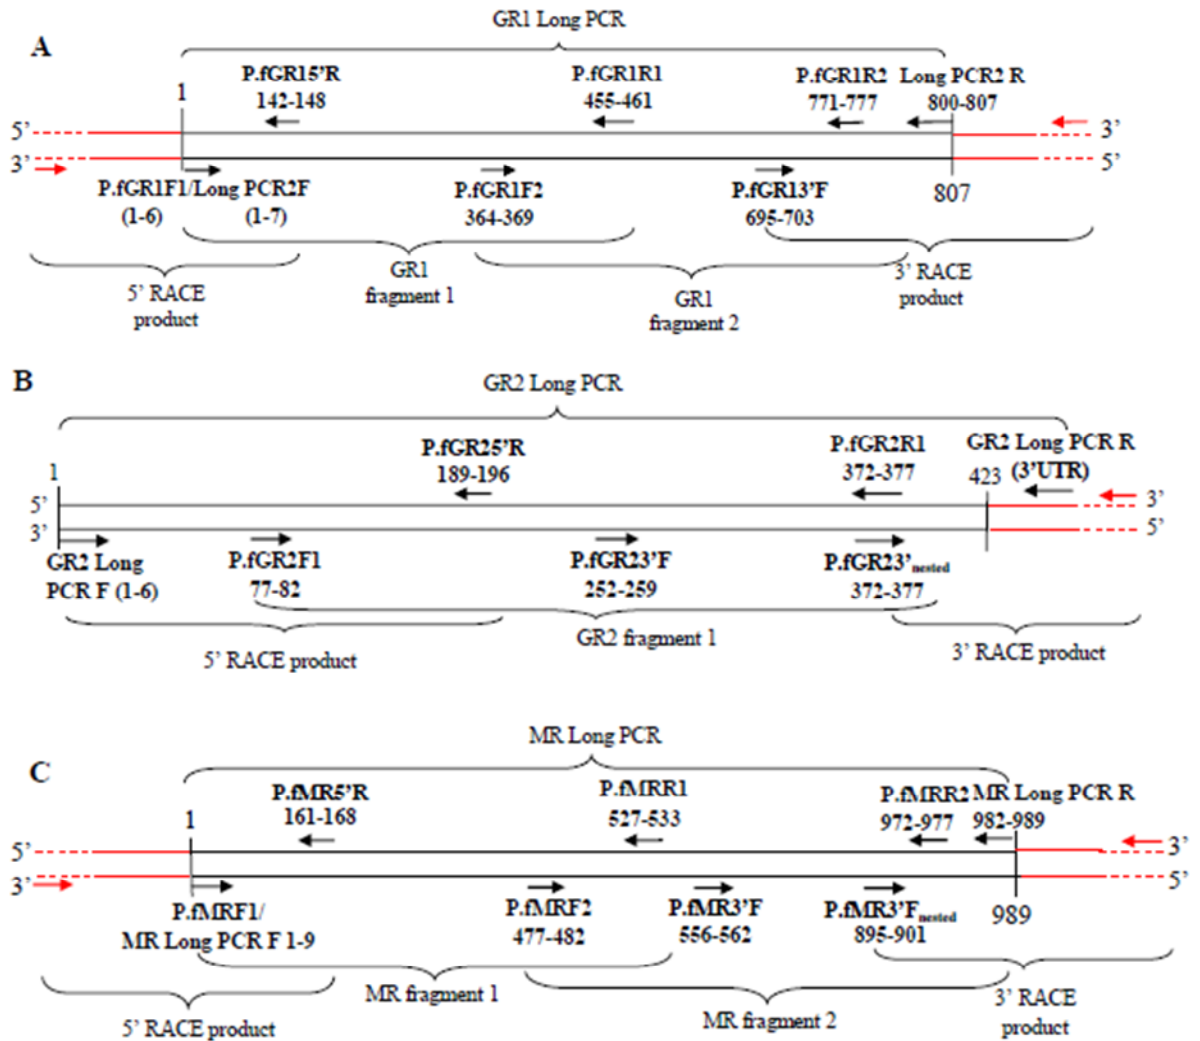 GR1 Long PCR
A
P.fGR15’R P.fGR1R1 P.fGR1R2 Long PCR2 R
1 142-148 455-461 771-777 800-807
5’ 3’
3’ 5’
P.fGR1F1/Long PCR2F P.fGR1F2 P.fGR13’F 807
(1-6) (1-7) 364-369 695-703
GR1
fragment 1
3’ RACE
product
5’ RACE
product
GR1
fragment 2
B
GR2 Long PCR
P.fGR25’R P.fGR2R1 GR2 Long PCR R
1 189-196 372-377 423 (3’UTR)
5’ 3’
3’ 5’
GR2 Long P.fGR2F1 P.fGR23’F P.fGR23’nested
PCR F (1-6) 77-82 252-259 372-377
GR2 fragment 1
5’ RACE product 3’ RACE product
MR Long PCR
C
P.fMR5’R P.fMRR1 P.fMRR2 MR Long PCR R
1 161-168 527-533 972-977 982-989
5’ 3’
3’ 5’
P.fMRF1/ P.fMRF2 P.fMR3’F P.fMR3’Fnested 989
MR Long PCR F 1-9 477-482 556-562 895-901
MR fragment 1
3’ RACE
product
5’ RACE product MR fragment 2